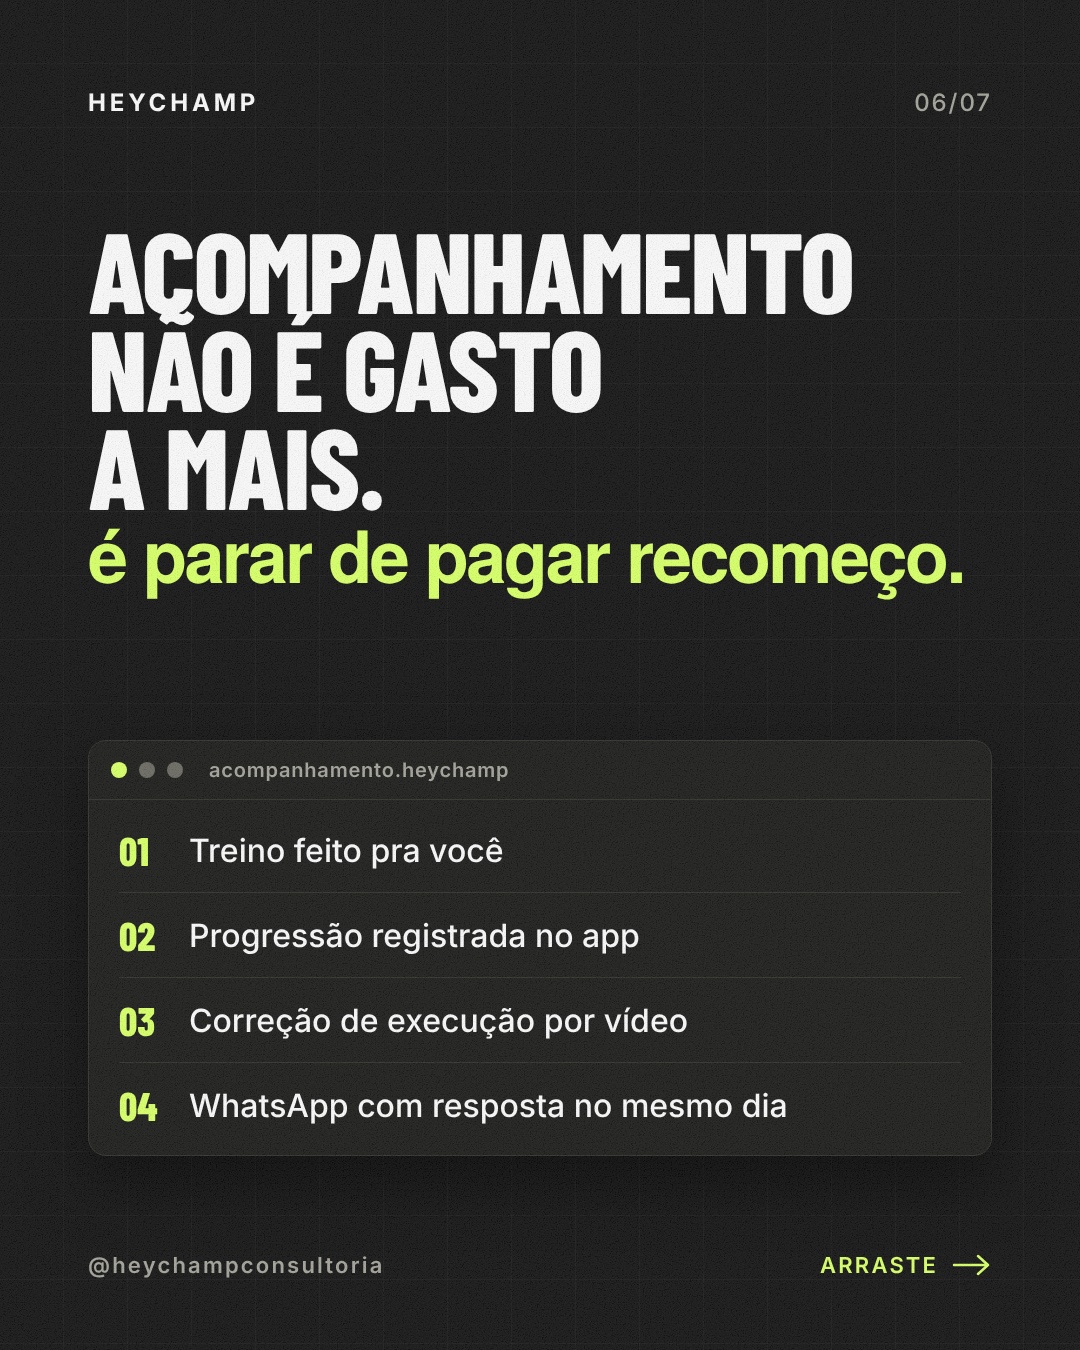 HEYCHAMP
06/07
ACOMPANHAMENTO
NÃO É GASTO
A MAIS.
é parar de pagar recomeço.
acompanhamento.heychamp
01 Treino feito pra você
02 Progressão registrada no app
03 Correção de execução por vídeo
04 WhatsApp com resposta no mesmo dia
@heychampconsultoria
ARRASTE →